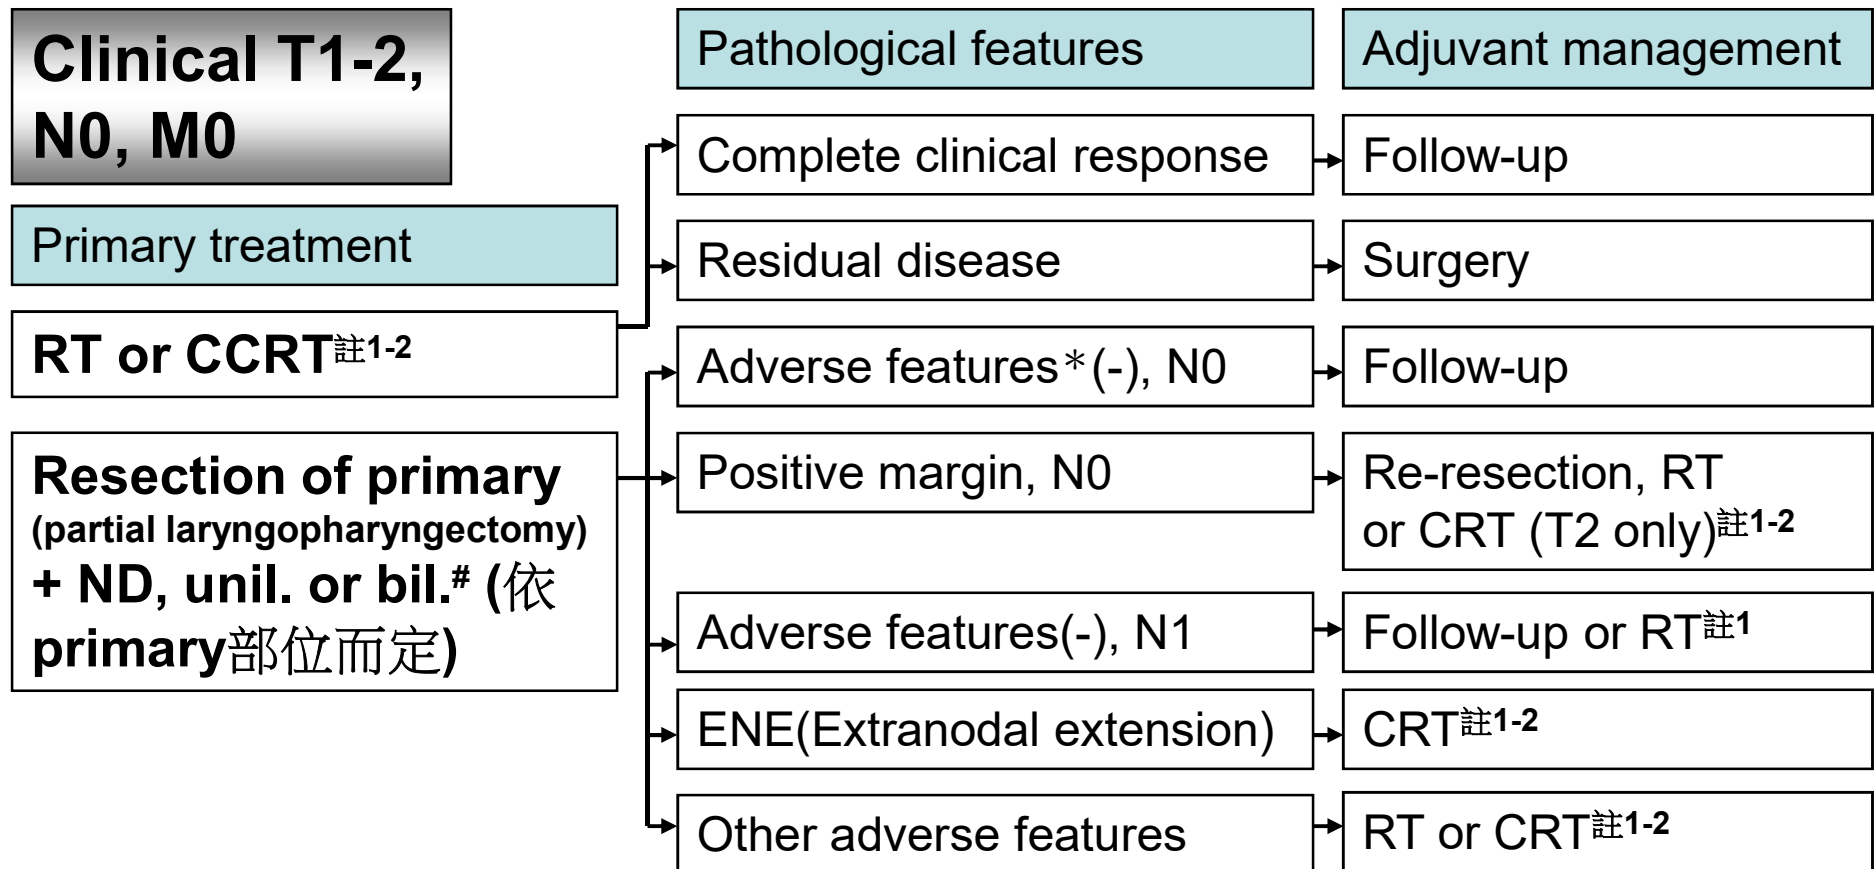 Clinical T1-2,
N0, M0
Primary treatment
RT or CCRT註1-2
Resection of primary
(partial laryngopharyngectomy)
+ ND, unil. or bil.# (依
primary部位而定)
Pathological features
Adjuvant management
Complete clinical response
Follow-up
Residual disease
Surgery
Adverse features*(-), N0
Follow-up
Positive margin, N0
Re-resection, RT
or CRT (T2 only)註1-2
Adverse features(-), N1
Follow-up or RT註1
ENE(Extranodal extension)
CRT註1-2
Other adverse features
RT or CRT註1-2